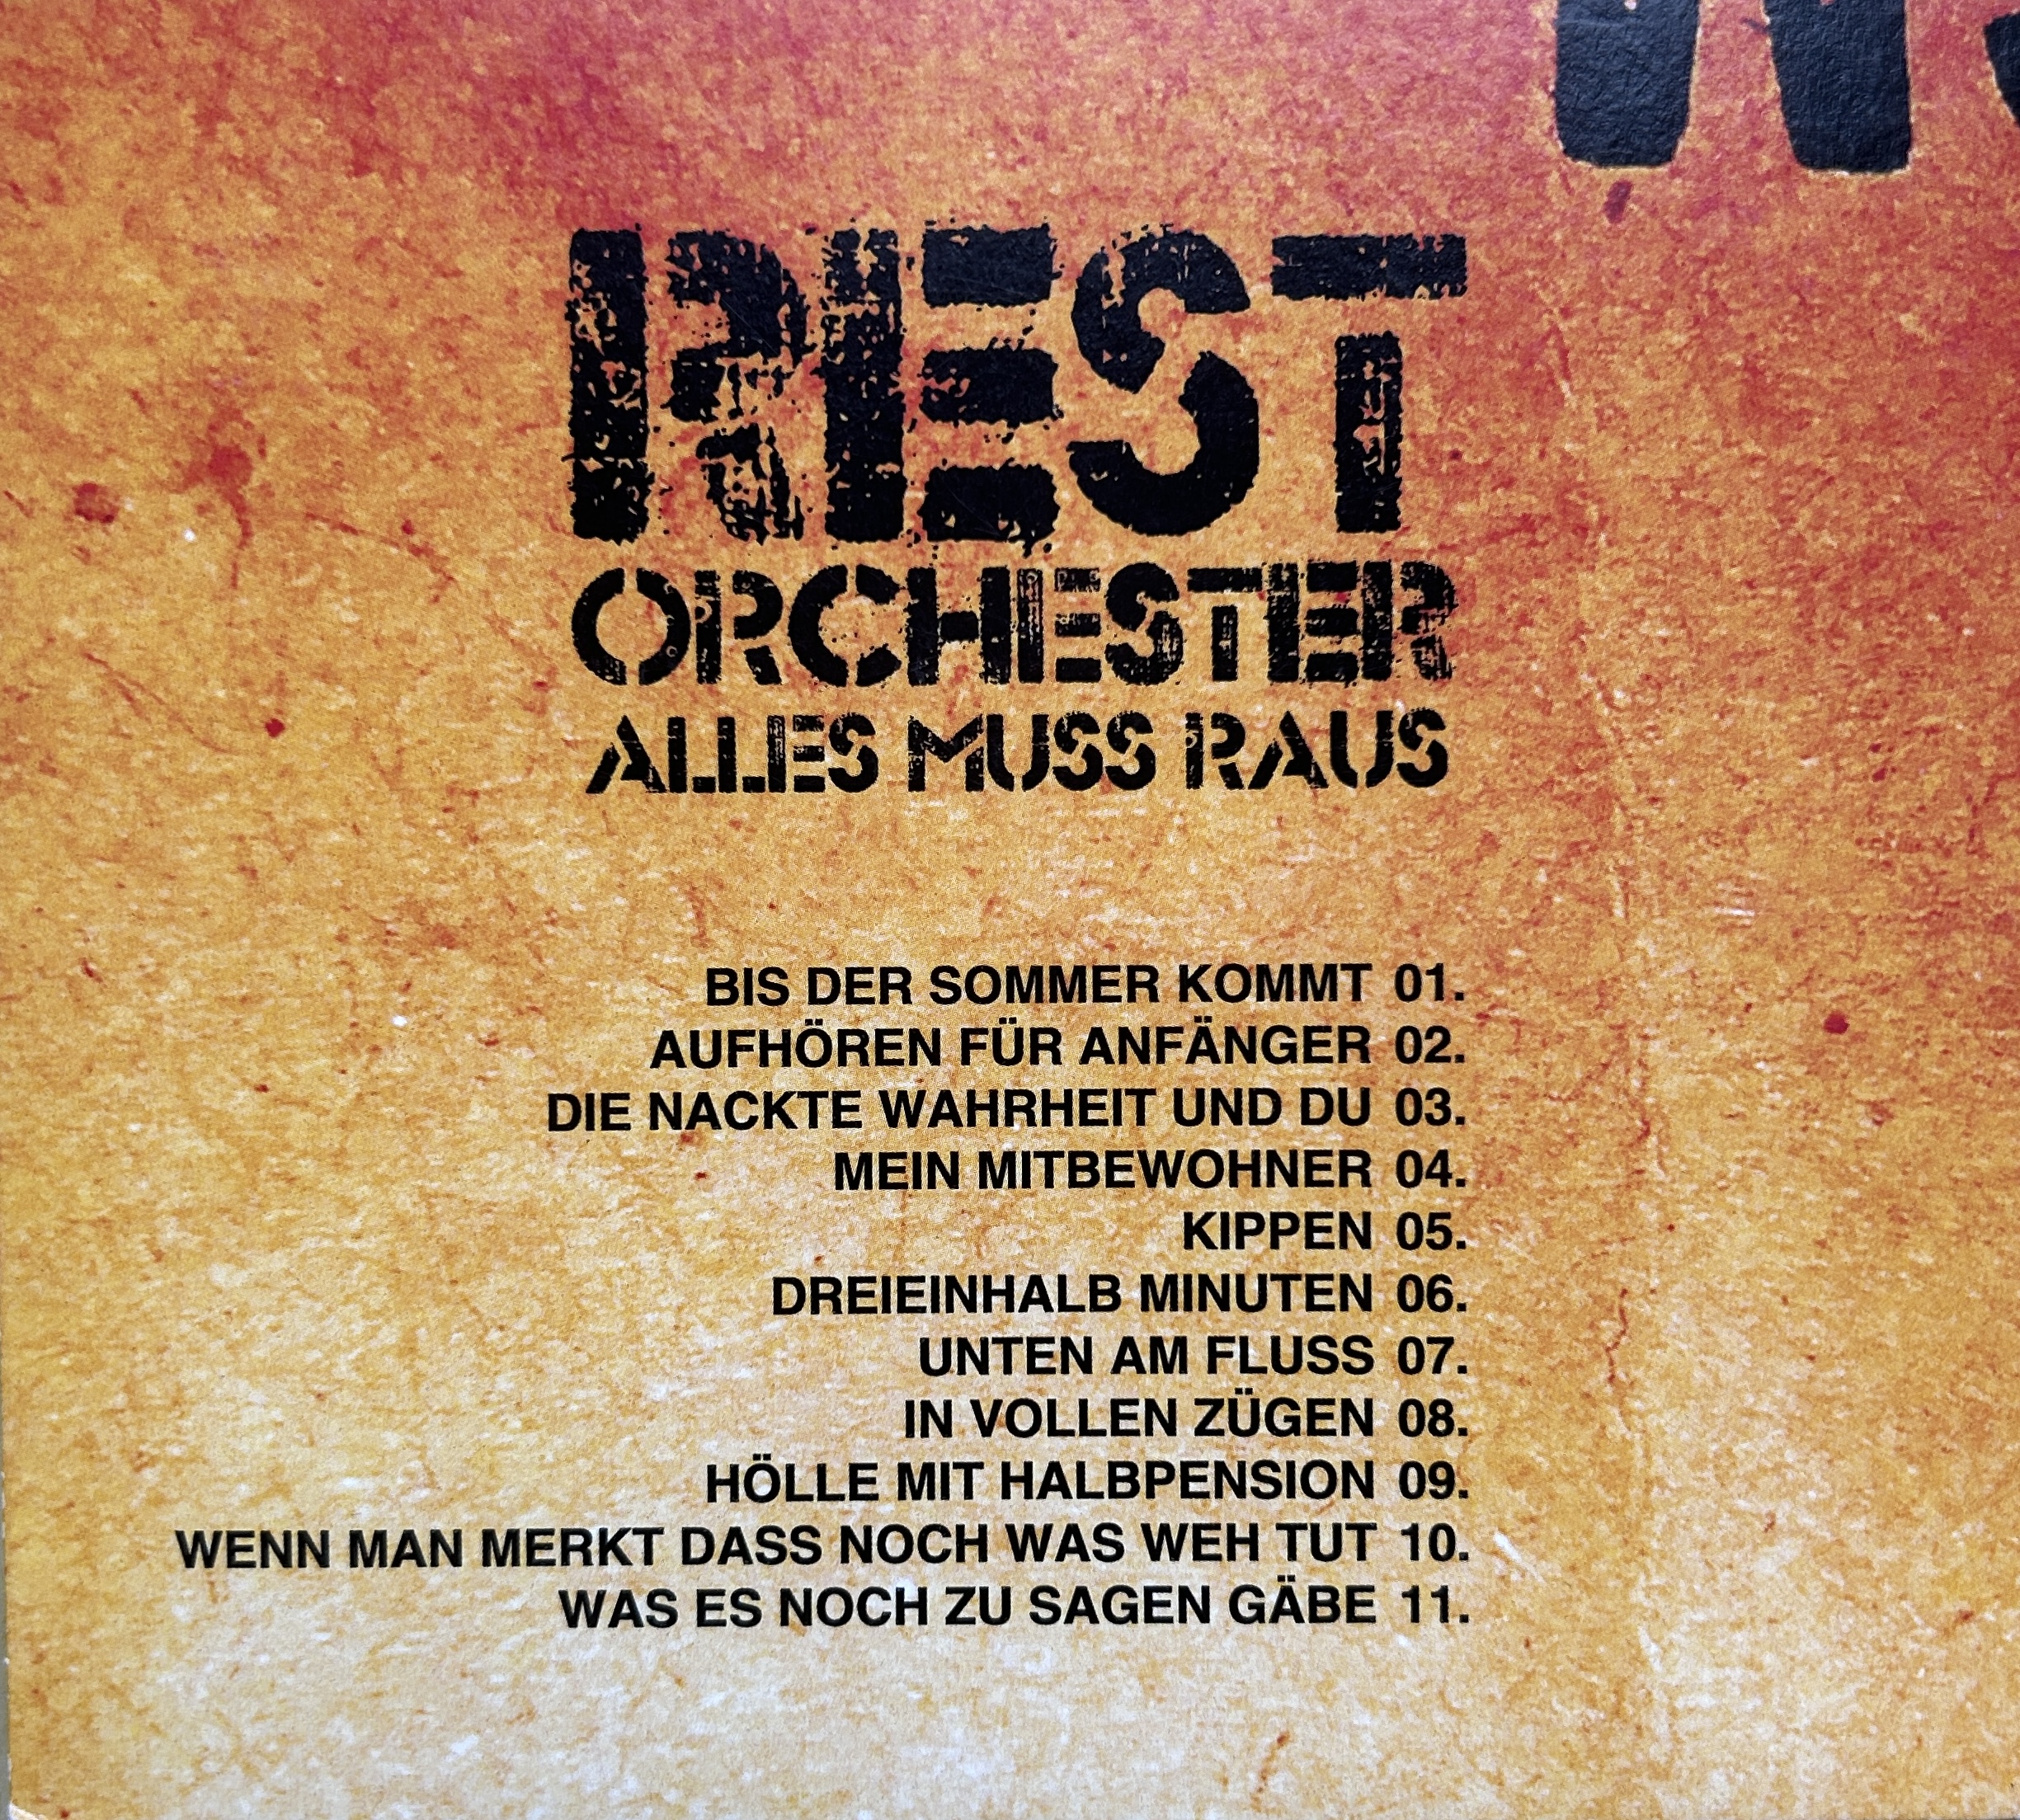 REST
ORCHESTER
ALLES MUSS RAUS
BIS DER SOMMER KOMMT 01.
AUFHÖREN FÜR ANFÄNGER 02.
DIE NACKTE WAHRHEIT UND DU 03.
MEIN MITBEWOHNER 04.
KIPPEN 05.
DREIEINHALB MINUTEN 06.
UNTEN AM FLUSS 07.
IN VOLLEN ZÜGEN 08.
HÖLLE MIT HALBPENSION 09.
WENN MAN MERKT DASS NOCH WAS WEH TUT 10.
WAS ES NOCH ZU SAGEN GÄBE 11.